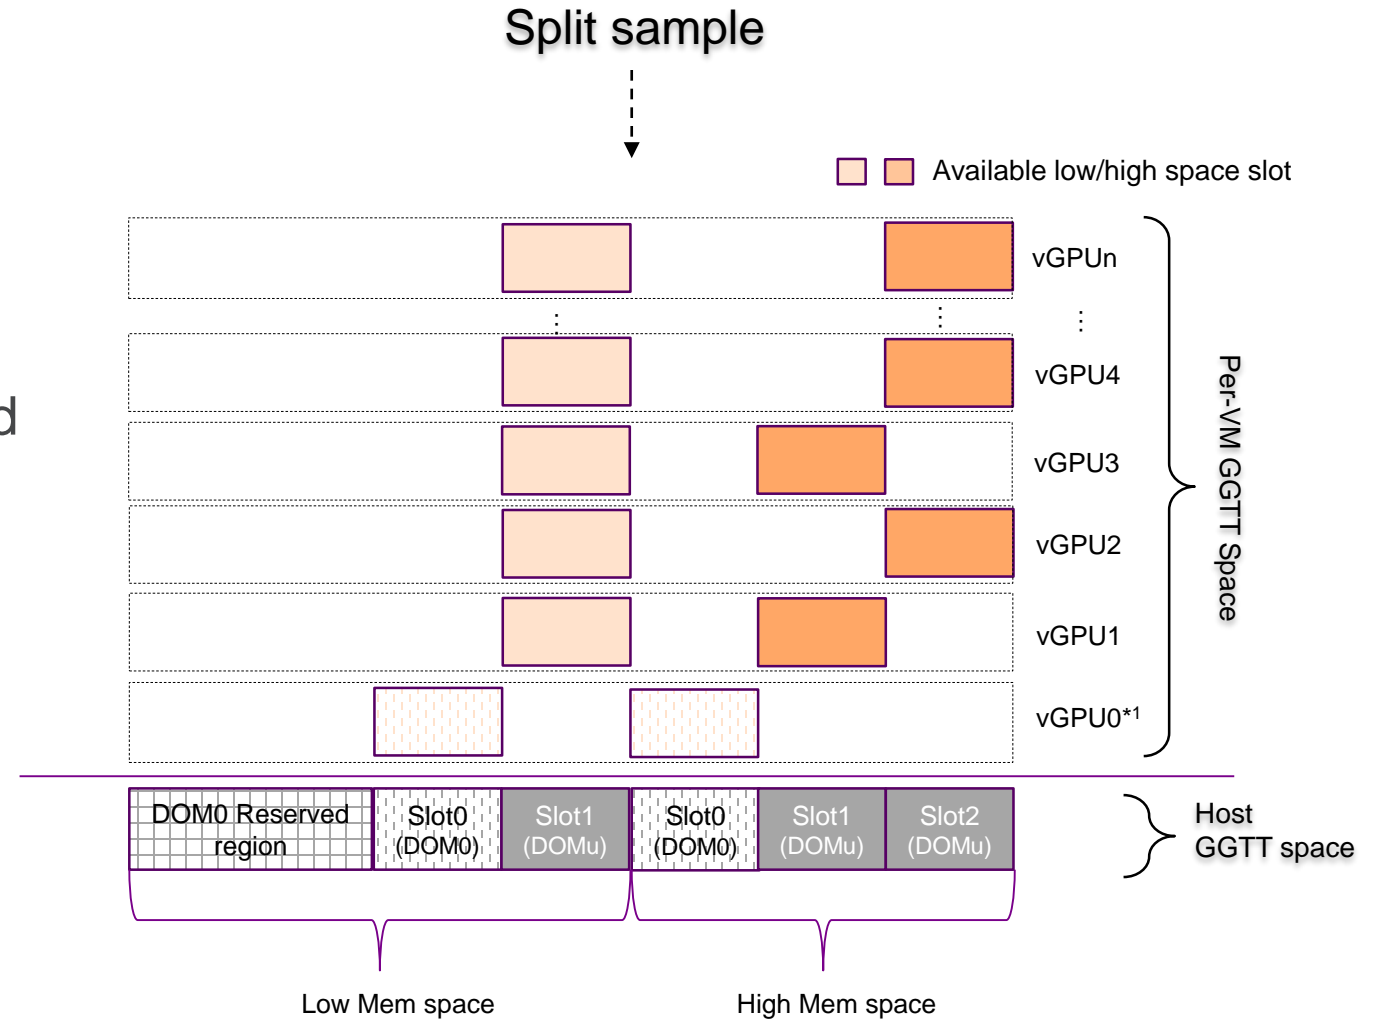 Split sample
Available low/high space slot
vGPUn
vGPU4
d
vGPU3
vGPU2
vGPU1
vGPU0*1
Per-VM GGTT Space
DOM0 Reserved
region
Slot0
(DOM0)
Slot1
(DOMu)
Slot0
(DOM0)
Slot1
(DOMu)
Slot2
(DOMu)
Host
GGTT space
Low Mem space
High Mem space